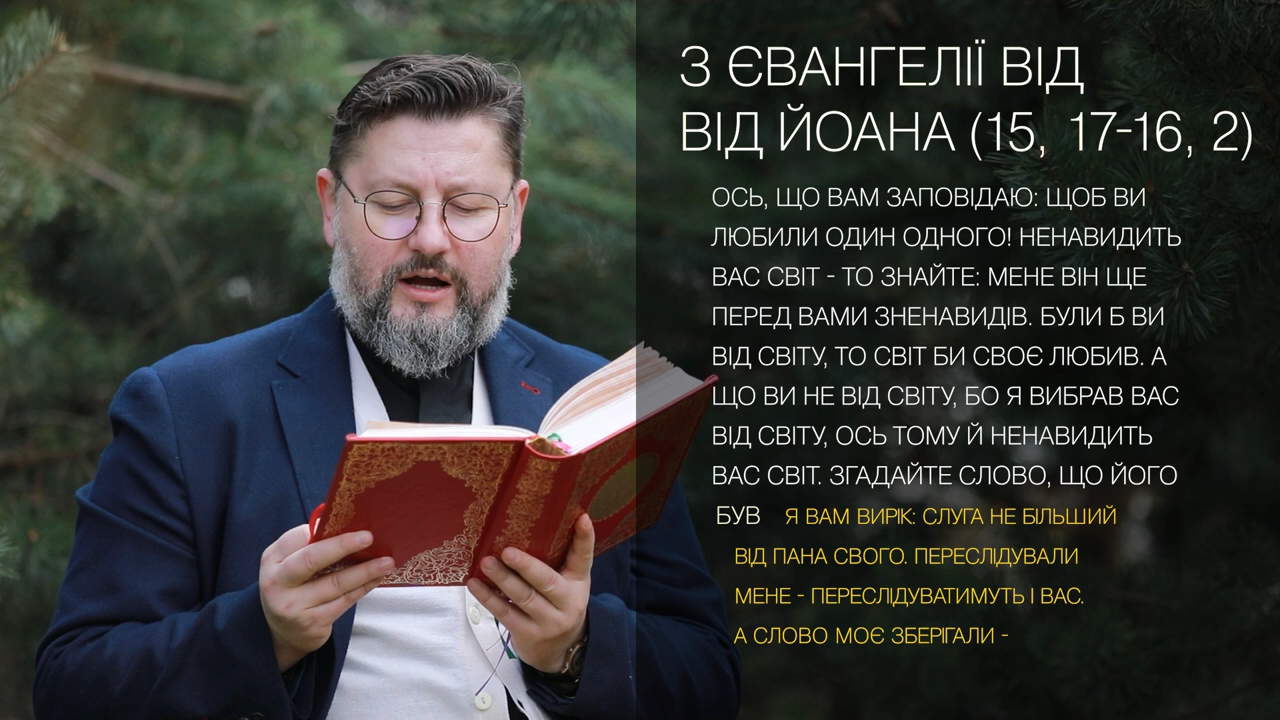 З ЄВАНГЕЛІЇ ВІД
ВІД ЙОАНА (15, 17-16, 2)
ОСЬ, ЩО ВАМ ЗАПОВІДАЮ: ЩОБ ВИ
ЛЮБИЛИ ОДИН ОДНОГО! НЕНАВИДИТЬ
ВАС СВІТ - ТО ЗНАЙТЕ: МЕНЕ ВІН ЩЕ
ПЕРЕД ВАМИ ЗНЕНАВИДІВ. БУЛИ Б ВИ
ВІД СВІТУ, ТО СВІТ БИ СВОЄ ЛЮБИВ. А
ЩО ВИ НЕ ВІД СВІТУ, БО Я ВИБРАВ ВАС
ВІД СВІТУ, ОСЬ ТОМУ Й НЕНАВИДИТЬ
ВАС СВІТ. ЗГАДАЙТЕ СЛОВО, ЩО ЙОГО
БУВ Я ВАМ ВИРІК: СЛУГА НЕ БІЛЬШИЙ
ВІД ПАНА СВОГО. ПЕРЕСЛІДУВАЛИ
МЕНЕ - ПЕРЕСЛІДУВАТИМУТЬ І ВАС.
А СЛОВО МОЄ ЗБЕРІГАЛИ -